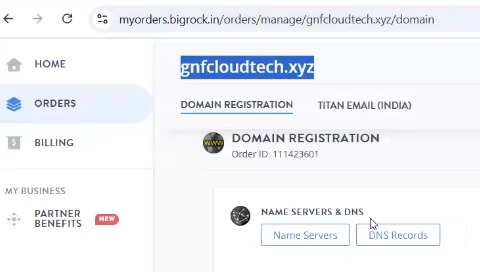 myorders.bigrock.in/orders/manage/gnfcloudtech.xyz/domain
HOME
gnfcloudtech.xyz
ORDERS
DOMAIN REGISTRATION TITAN EMAIL (INDIA)
BILLING
WWW DOMAIN REGISTRATION
Order ID: 111423601
MY BUSINESS
PARTNER BENEFITS NEW
NAME SERVERS & DNS
Name Servers DNS Records